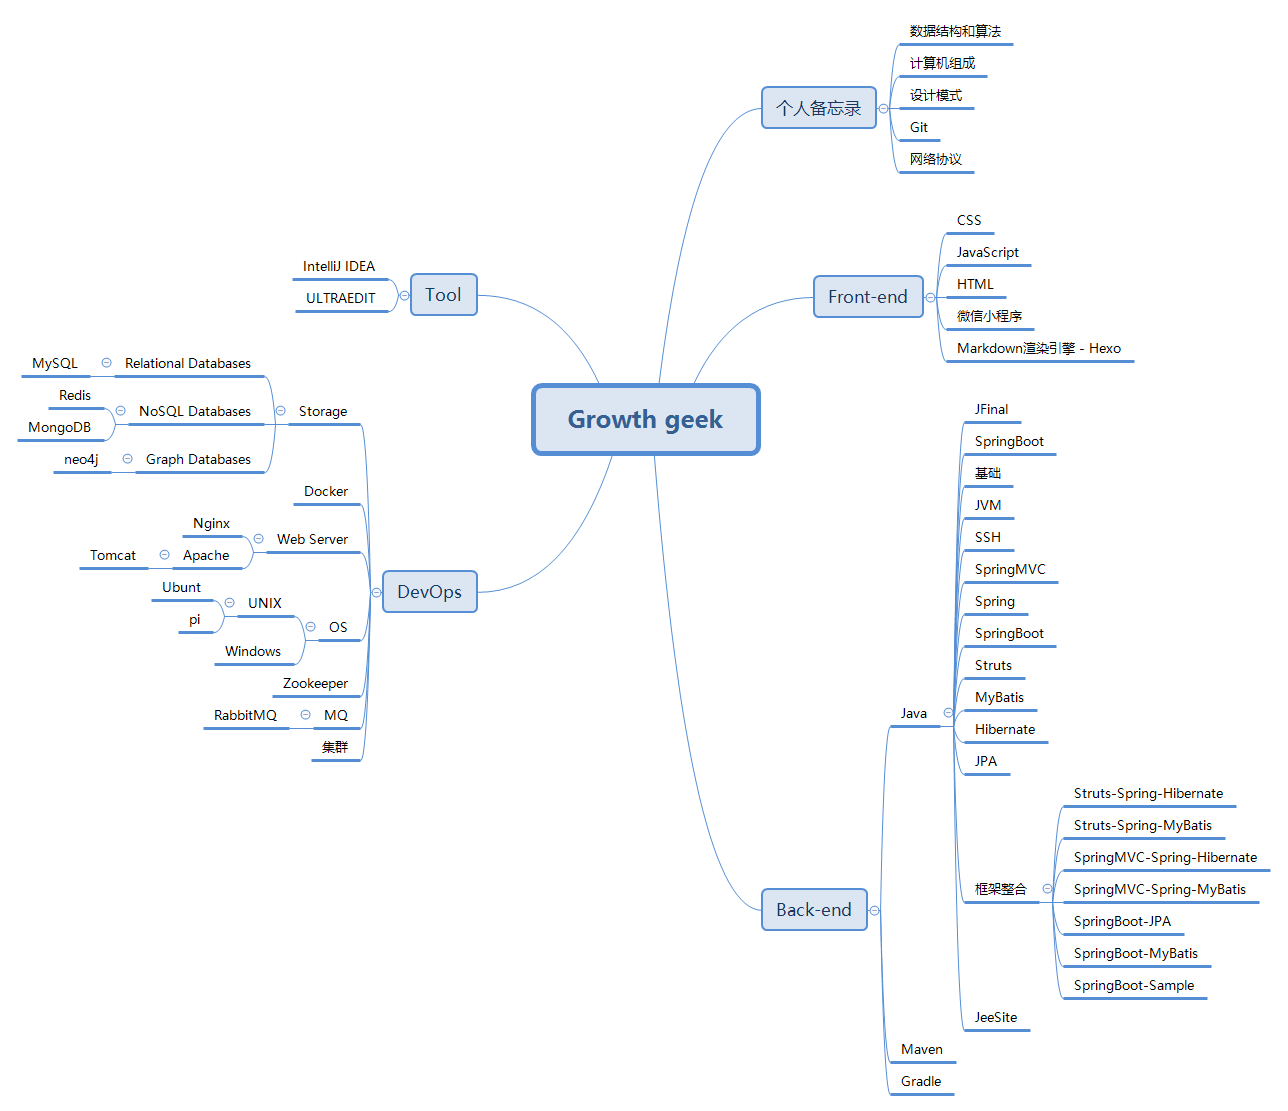 Growth geek
个人备忘录
数据结构和算法
计算机组成
设计模式
Git
网络协议
Front-end
CSS
JavaScript
HTML
微信小程序
Markdown渲染引擎 - Hexo
Back-end
Java
JFinal
SpringBoot
基础
JVM
SSH
SpringMVC
Spring
SpringBoot
Struts
MyBatis
Hibernate
JPA
框架整合
Struts-Spring-Hibernate
Struts-Spring-MyBatis
SpringMVC-Spring-Hibernate
SpringMVC-Spring-MyBatis
SpringBoot-JPA
SpringBoot-MyBatis
SpringBoot-Sample
JeeSite
Maven
Gradle
Tool
IntelliJ IDEA
ULTRAEDIT
DevOps
Storage
Relational Databases
MySQL
NoSQL Databases
Redis
MongoDB
Graph Databases
neo4j
Docker
Web Server
Nginx
Apache
Tomcat
OS
UNIX
Ubunt
pi
Windows
Zookeeper
MQ
RabbitMQ
集群